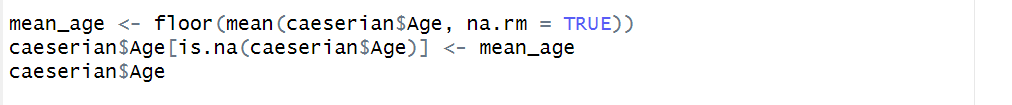 mean_age <- floor(mean(caeserian$Age, na.rm = TRUE))
caeserian$Age[is.na(caeserian$Age)] <- mean_age
caeserian$Age